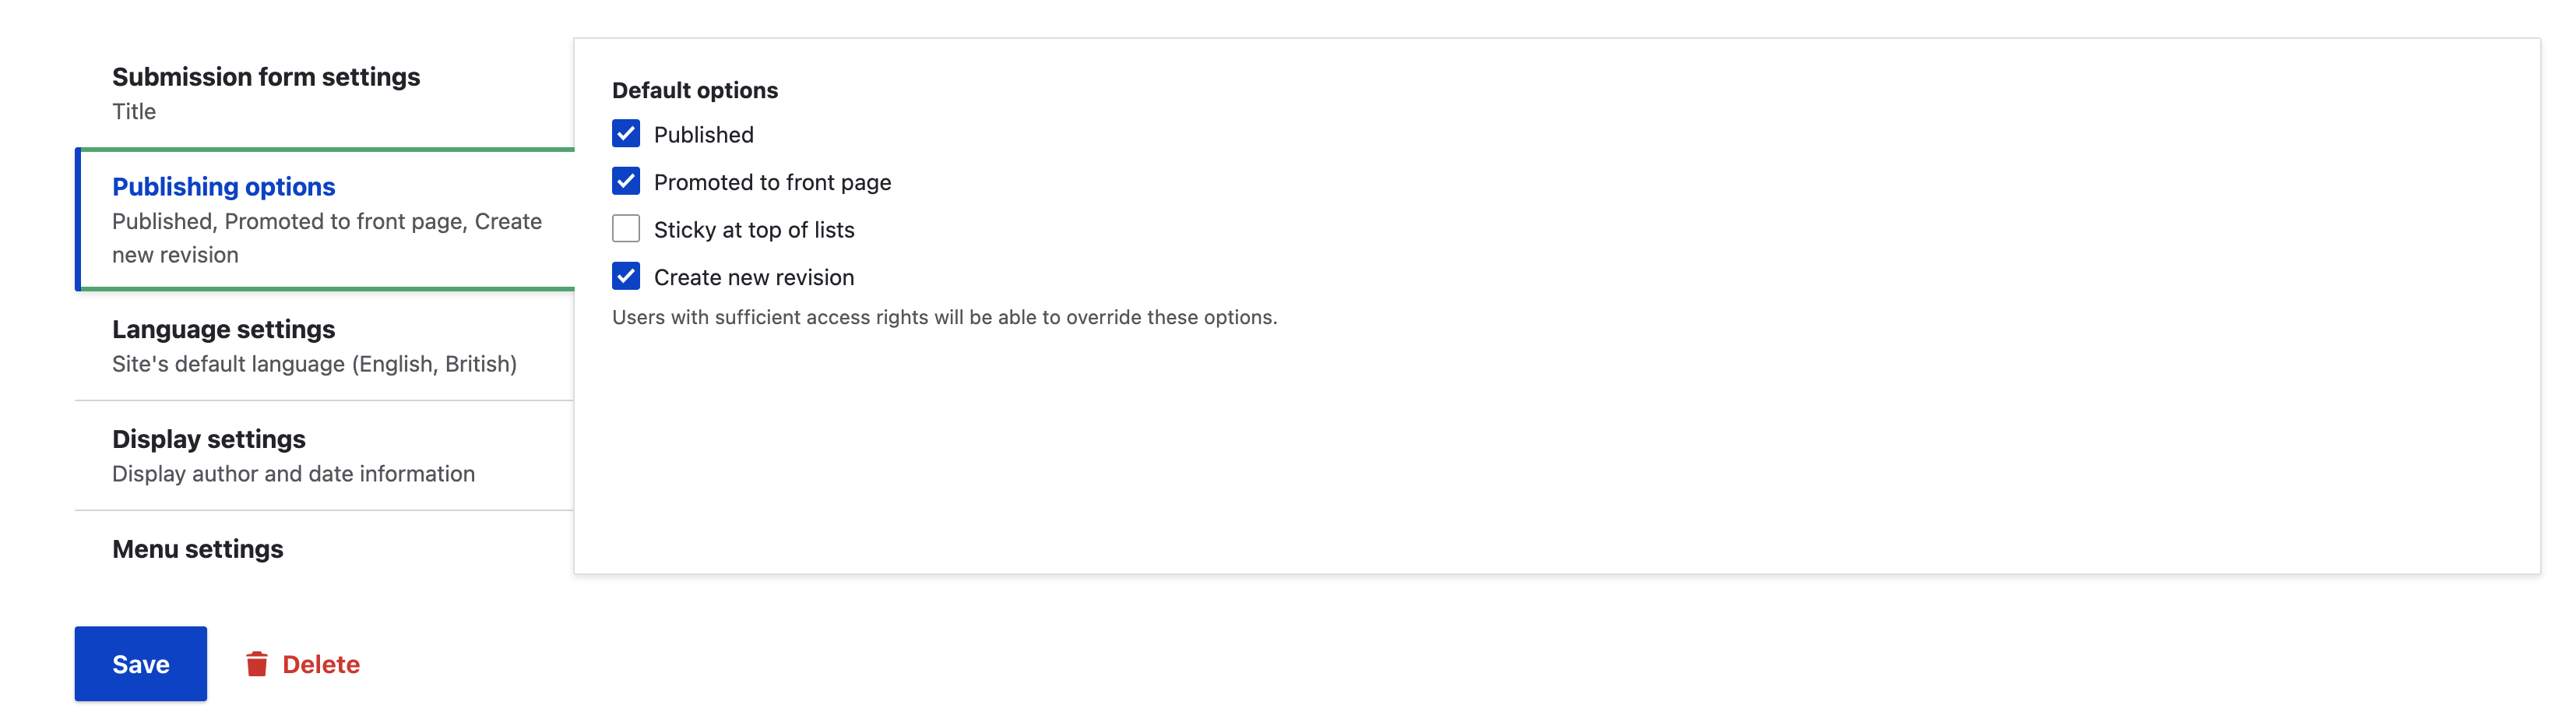 Submission form settings
Title
Publishing options
Published, Promoted to front page, Create
new revision
Language settings
Site's default language (English, British)
Display settings
Display author and date information
Menu settings
Default options
Published
Promoted to front page
Sticky at top of lists
Create new revision
Users with sufficient access rights will be able to override these options.
Save
Delete